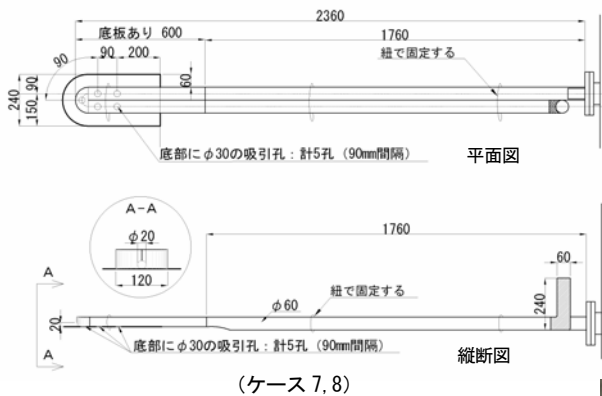 2360
底板あり 600
1760
90
90
200
60
紐で固定する
240
90
150
底部にφ30の吸引孔：計5孔（90mm間隔）
平面図
A-A
φ20
120
1760
60
A
紐で固定する
240
φ60
20
底部にφ30の吸引孔：計5孔（90mm間隔）
A
縦断図
（ケース 7, 8）